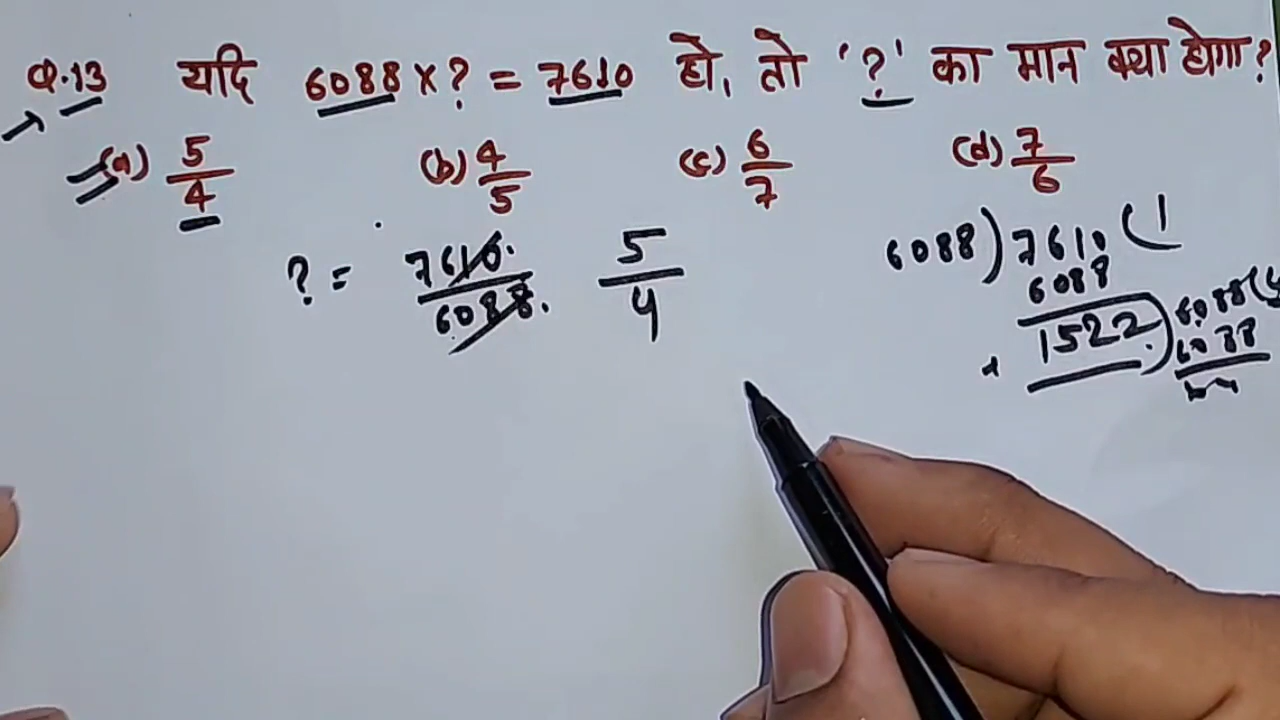 Q.13 यदि 6088 × ? = 7610 हो, तो '?' का मान क्या होगा?
(a) 5/4 (b) 4/5 (c) 6/7 (d) 7/6
? = 7610/6088 5/4
6088) 7610 (1
6088
1522) 6088 (4
6088